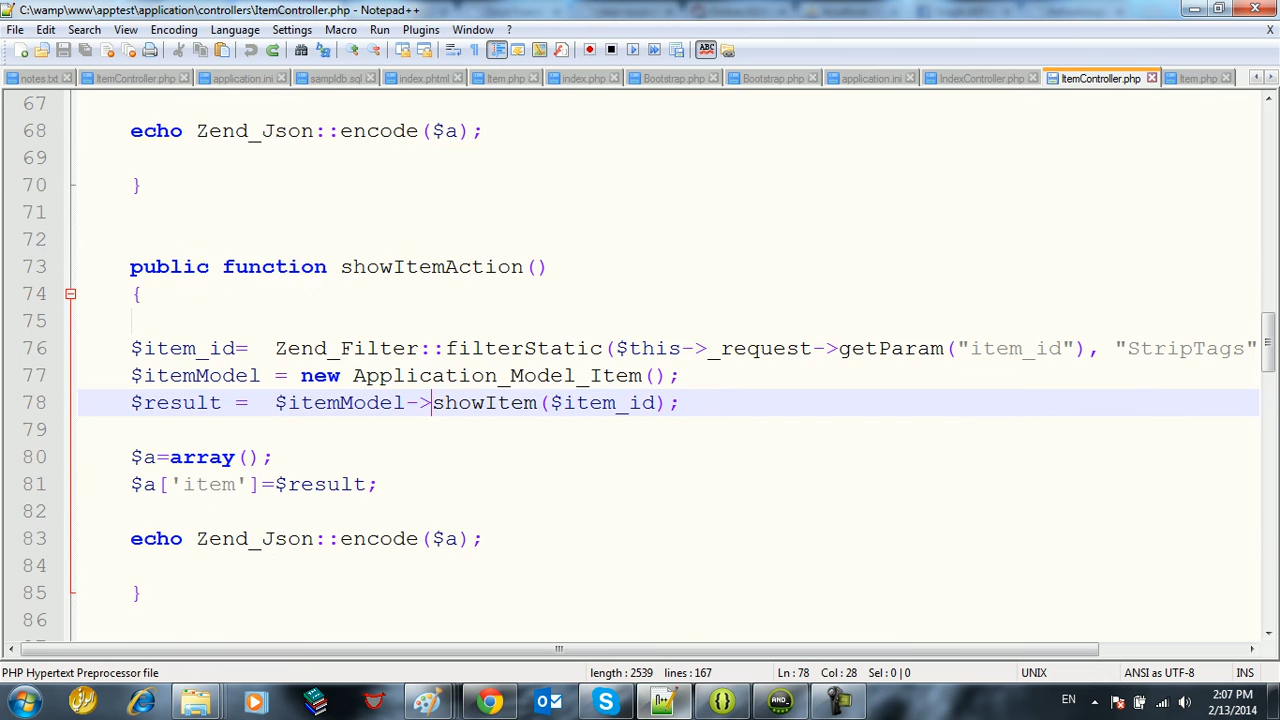 C:\wamp\www\apptest\application\controllers\ItemController.php - Notepad++
File Edit Search View Encoding Language Settings Macro Run Plugins Window ? X
notes.txt ItemController.php application.ini sampldb.sql index.phtml Item.php index.php Bootstrap.php Bootstrap.php application.ini IndexController.php ItemController.php Item.php
67
68 echo Zend_Json::encode($a);
69
70 }
71
72
73 public function showItemAction()
74 {
75
76 $item_id= Zend_Filter::filterStatic($this->_request->getParam("item_id"), "StripTags"
77 $itemModel = new Application_Model_Item();
78 $result = $itemModel->showItem($item_id);
79
80 $a=array();
81 $a['item']=$result;
82
83 echo Zend_Json::encode($a);
84
85 }
86
PHP Hypertext Preprocessor file length : 2539 lines : 167 Ln : 78 Col : 28 Sel : 0 | 0 UNIX ANSI as UTF-8 INS
EN 2:07 PM
2/13/2014